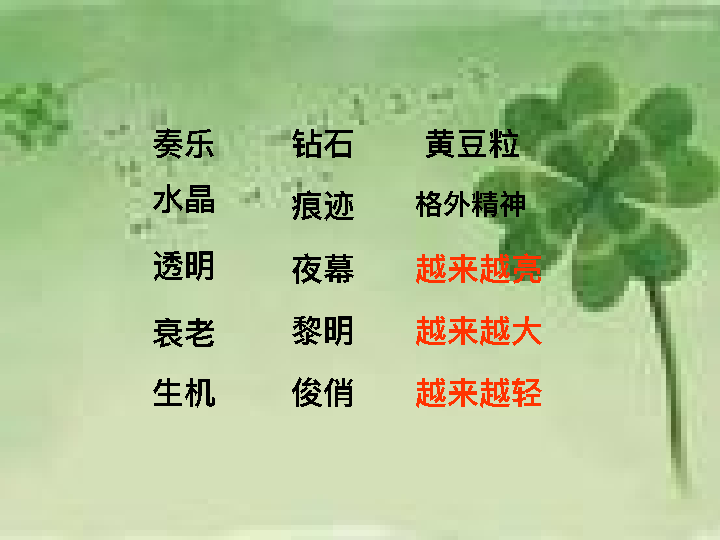 奏乐 钻石 黄豆粒
水晶 痕迹 格外精神
透明 夜幕 越来越亮
衰老 黎明 越来越大
生机 俊俏 越来越轻